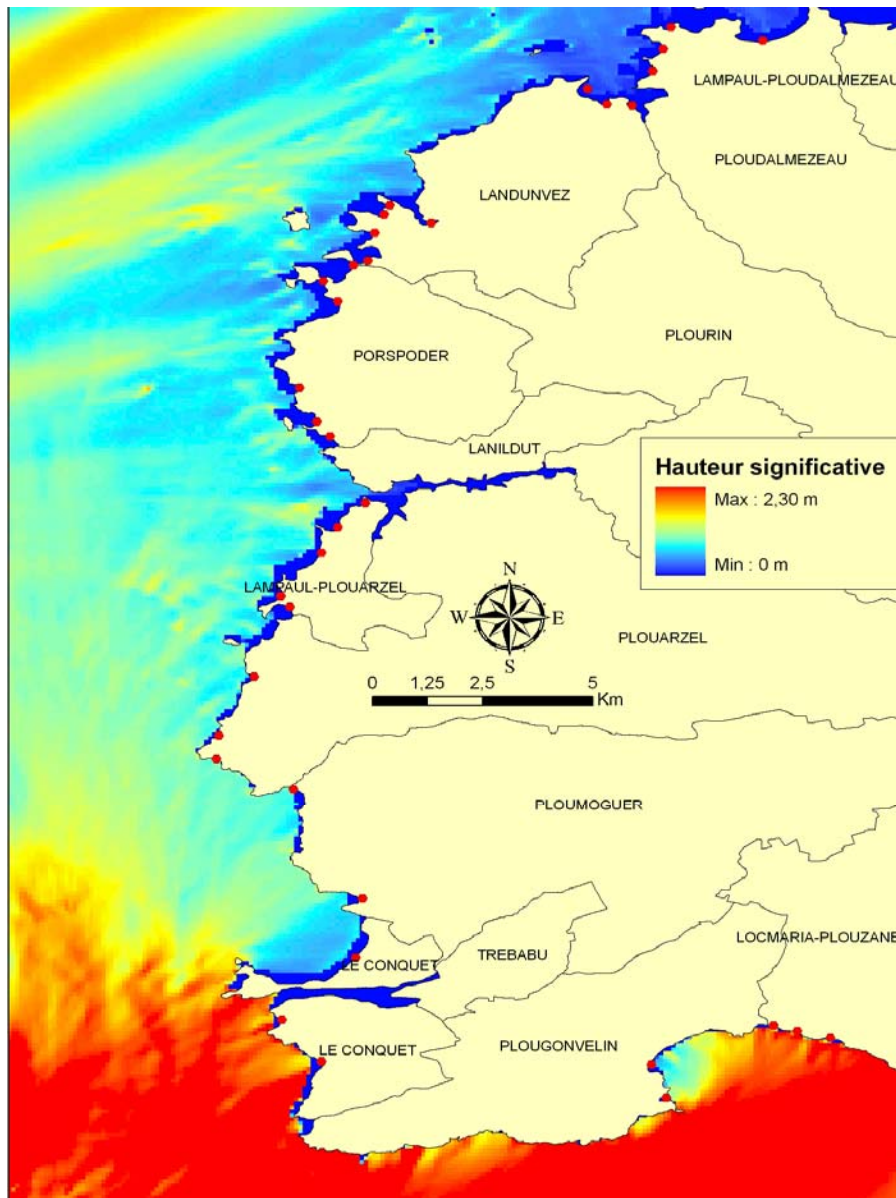 LAMPAUL-PLOUDALMEZEAU
PLOUDALMEZEAU
LANDUNVEZ
PLOURIN
PORSPODER
LANILDUT
Hauteur significative
Max : 2,30 m
Min : 0 m
LAMPAUL-PLOUARZEL
N
W E
S
PLOUARZEL
0 1,25 2,5 5
Km
PLOUMOGUER
LOCMARIA-PLOUZANE
TREBABU
LE CONQUET
LE CONQUET
PLOUGONVELIN